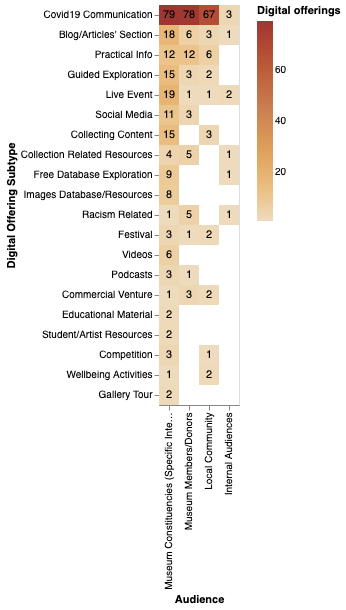 Digital offerings
60
40
20
Digital Offering Subtype
Covid19 Communication 79 78 67 3
Blog/Articles' Section 18 6 3 1
Practical Info 12 12 6
Guided Exploration 15 3 2
Live Event 19 1 1 2
Social Media 11 3
Collecting Content 15 3
Collection Related Resources 4 5 1
Free Database Exploration 9 1
Images Database/Resources 8
Racism Related 1 5 1
Festival 3 1 2
Videos 6
Podcasts 3 1
Commercial Venture 1 3 2
Educational Material 2
Student/Artist Resources 2
Competition 3 1
Wellbeing Activities 1 2
Gallery Tour 2
Museum Constituencies (Specific Inte…
Museum Members/Donors
Local Community
Internal Audiences
Audience